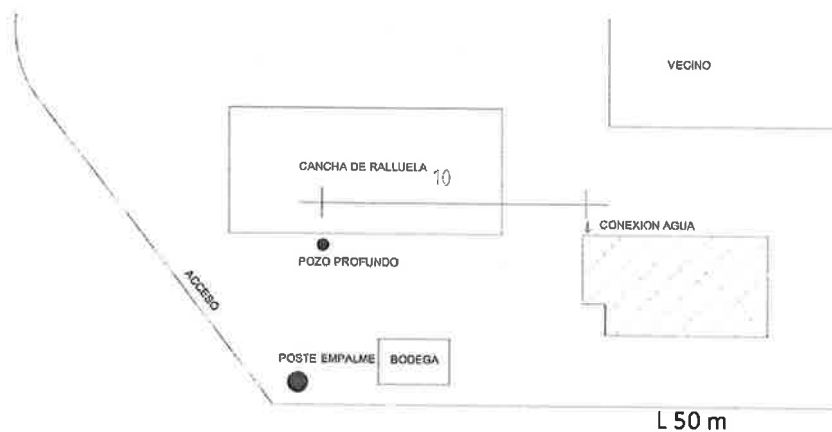 VECINO
CANCHA DE RALLUELA
10
CONEXION AGUA
POZO PROFUNDO
ACCESO
POSTE EMPALME
BODEGA
L 50 m